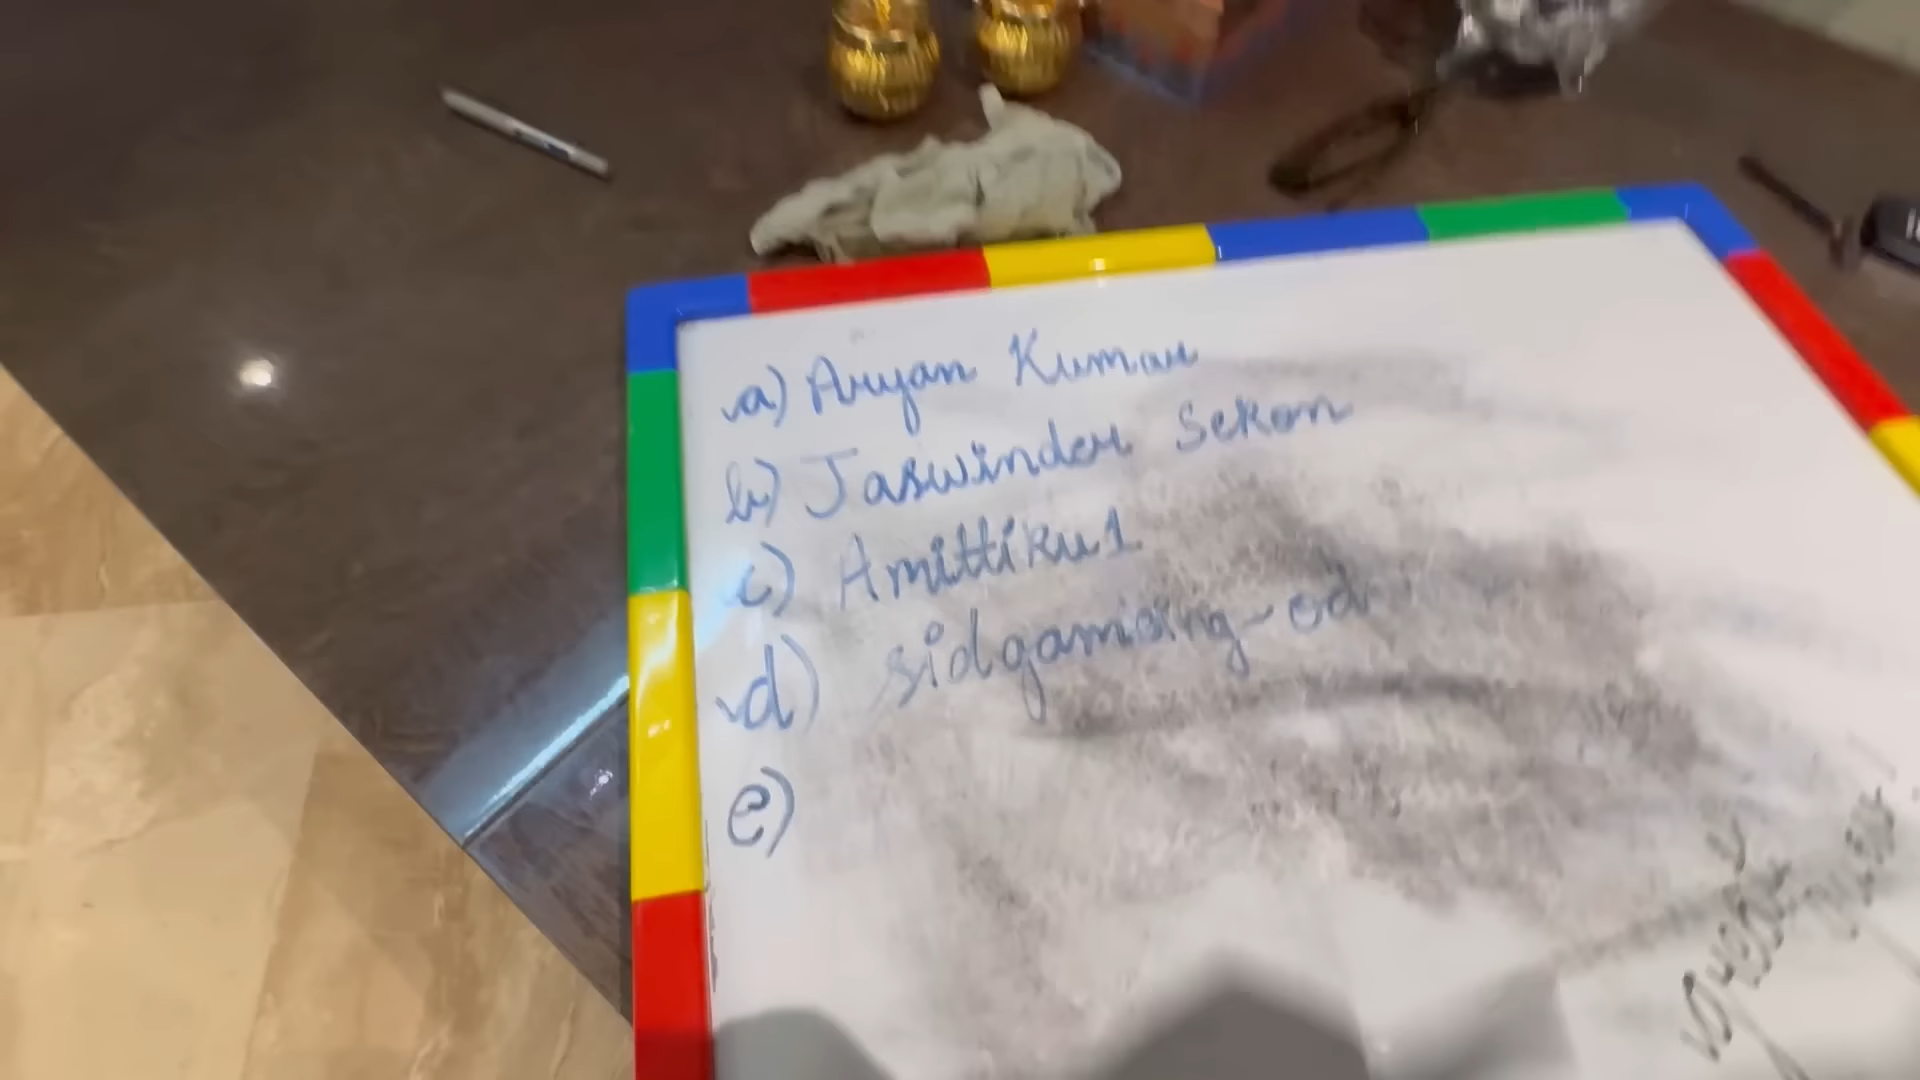 a) Aryan Kumar
b) Jaswinder Sekon
c) Amittiku1
d) sidgaming-od
e)